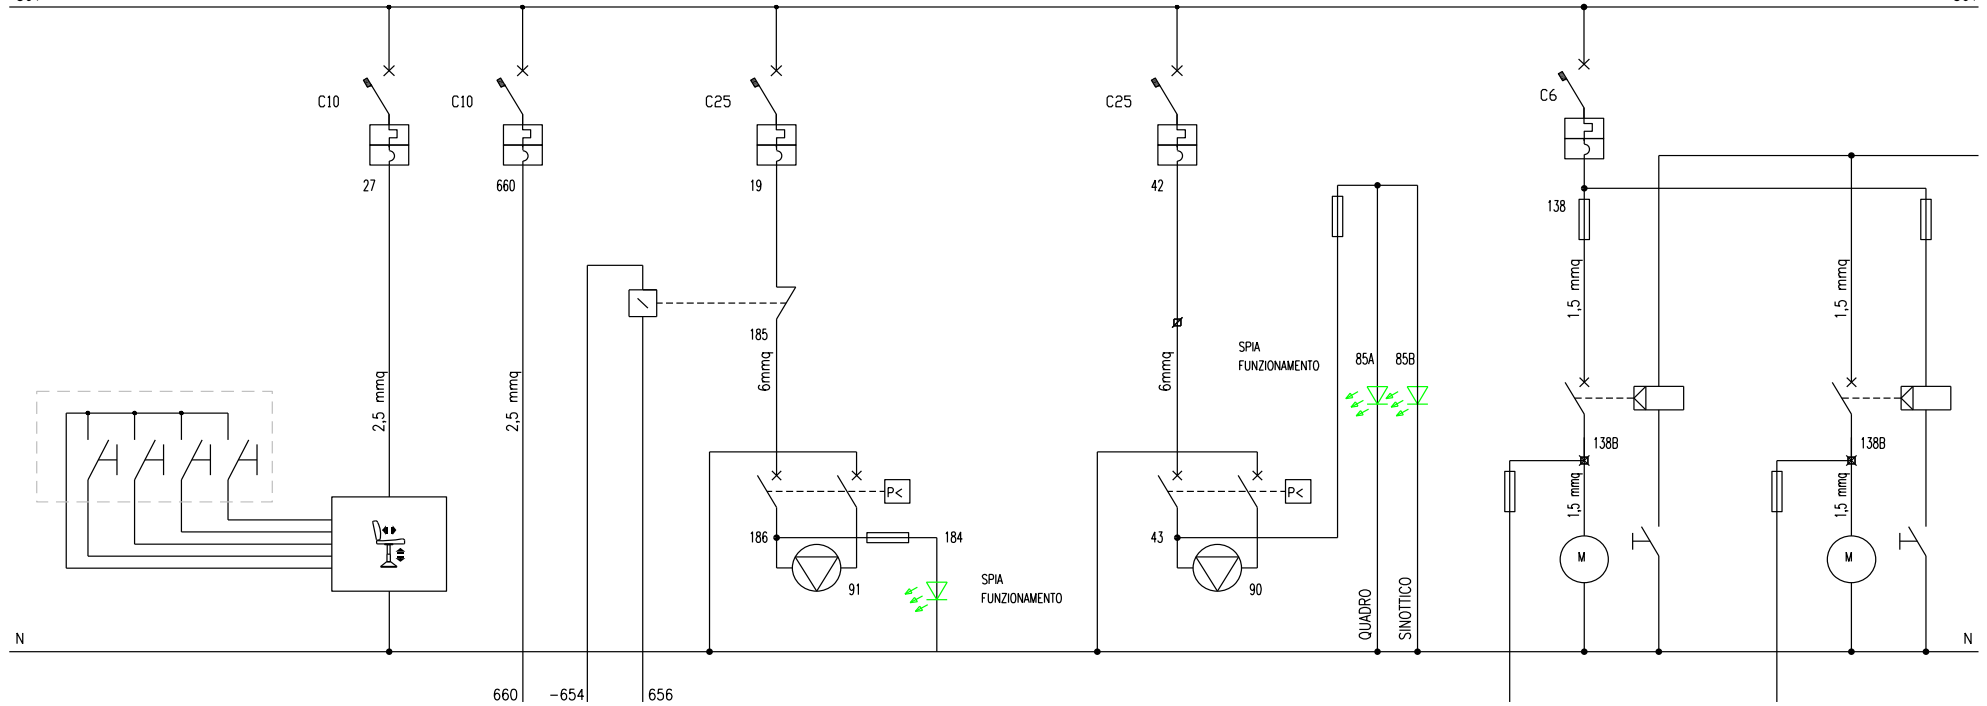 C10
C10
C25
C25
C6
27
660
19
42
138
1,5 mmq
1,5 mmq
185
SPIA
FUNZIONAMENTO
85A
85B
2,5 mmq
2,5 mmq
6mmq
6mmq
138B
138B
P<
P<
1,5 mmq
1,5 mmq
186
184
43
M
M
91
SPIA
FUNZIONAMENTO
90
QUADRO
SINOTTICO
N
N
660
-654
656